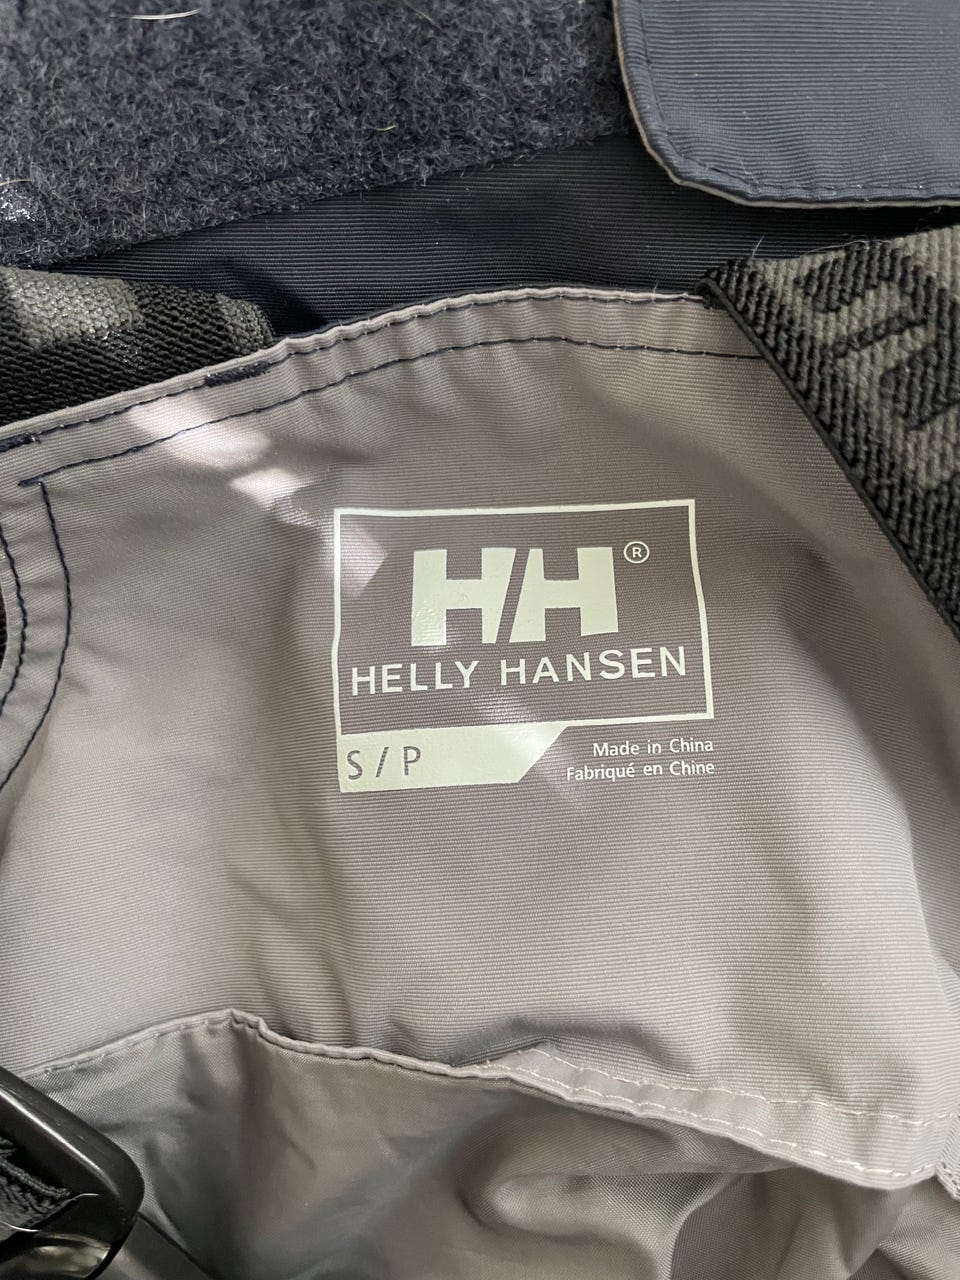 HH®
HELLY HANSEN
S / P
Made in China
Fabriqué en Chine